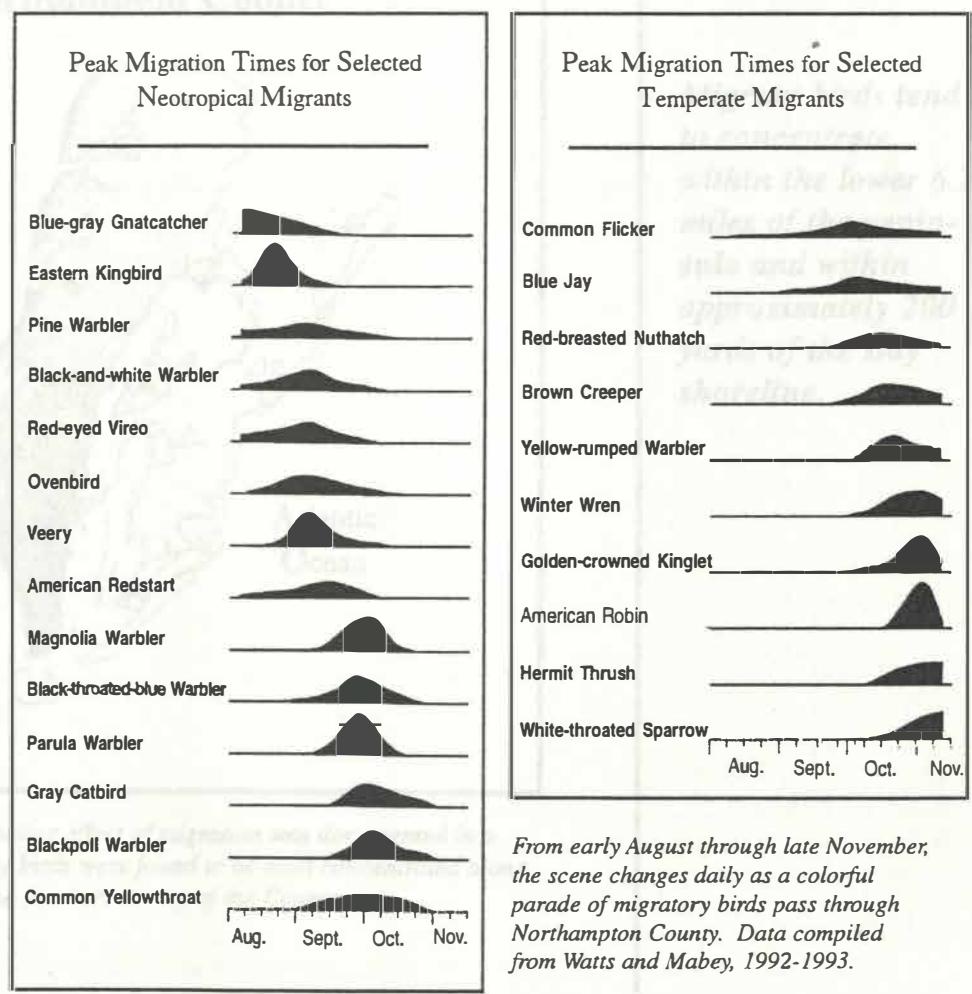 Peak Migration Times for Selected
Neotropical Migrants
Blue-gray Gnatcatcher
Eastern Kingbird
Pine Warbler
Black-and-white Warbler
Red-eyed Vireo
Ovenbird
Veery
American Redstart
Magnolia Warbler
Black-throated-blue Warbler
Parula Warbler
Gray Catbird
Blackpoll Warbler
Common Yellowthroat
Aug. Sept. Oct. Nov.
Peak Migration Times for Selected
Temperate Migrants
Common Flicker
Blue Jay
Red-breasted Nuthatch
Brown Creeper
Yellow-rumped Warbler
Winter Wren
Golden-crowned Kinglet
American Robin
Hermit Thrush
White-throated Sparrow
Aug. Sept. Oct. Nov.
From early August through late November,
the scene changes daily as a colorful
parade of migratory birds pass through
Northampton County. Data compiled
from Watts and Mabey, 1992-1993.